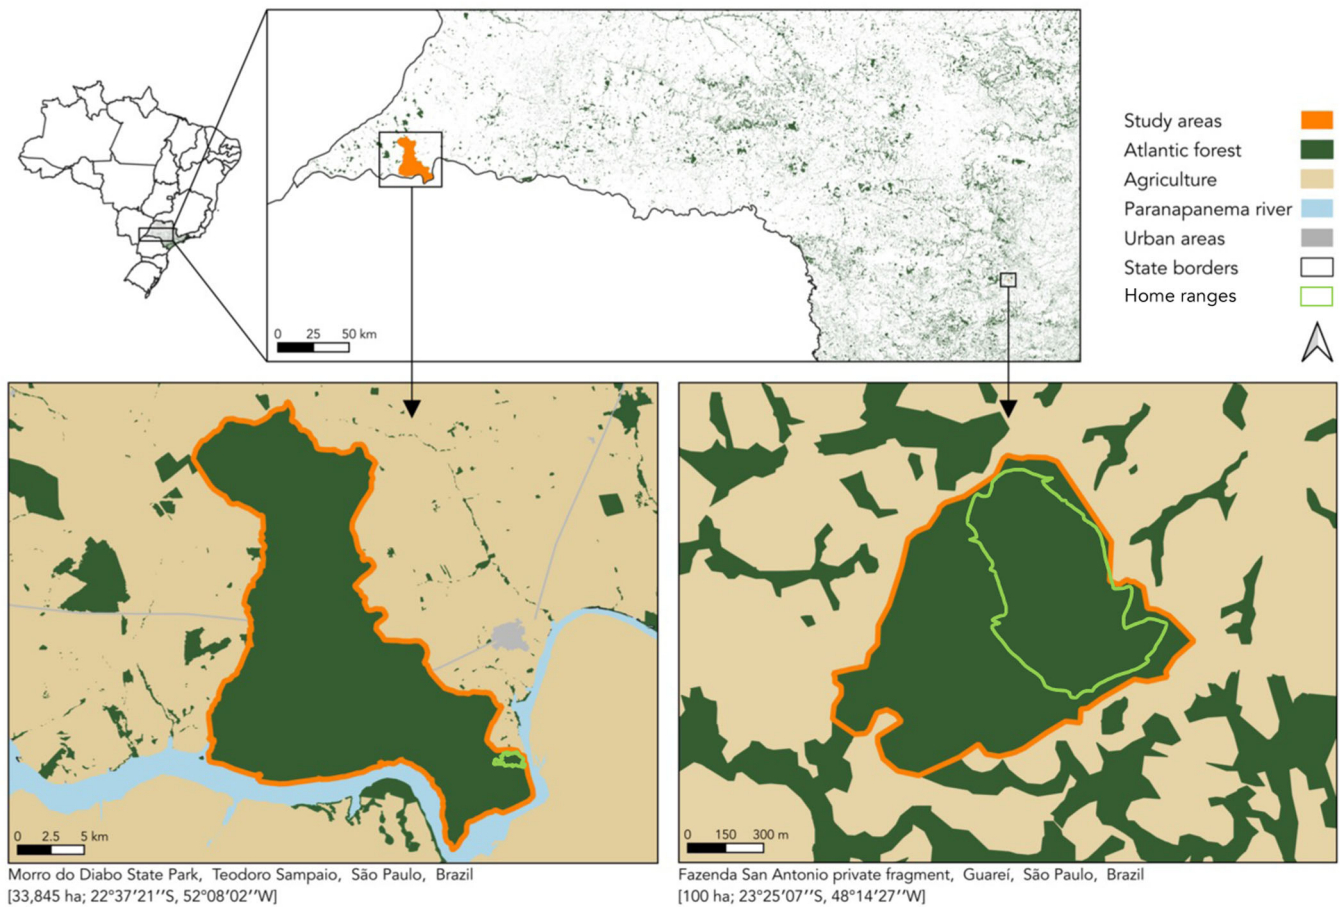 Study areas
Atlantic forest
Agriculture
Paranapanema river
Urban areas
State borders
Home ranges
0 25 50 km
0 2.5 5 km
0 150 300 m
Morro do Diabo State Park, Teodoro Sampaio, São Paulo, Brazil
[33,845 ha; 22°37′21′′S, 52°08′02′′W]
Fazenda San Antonio private fragment, Guareí, São Paulo, Brazil
[100 ha; 23°25′07′′S, 48°14′27′′W]